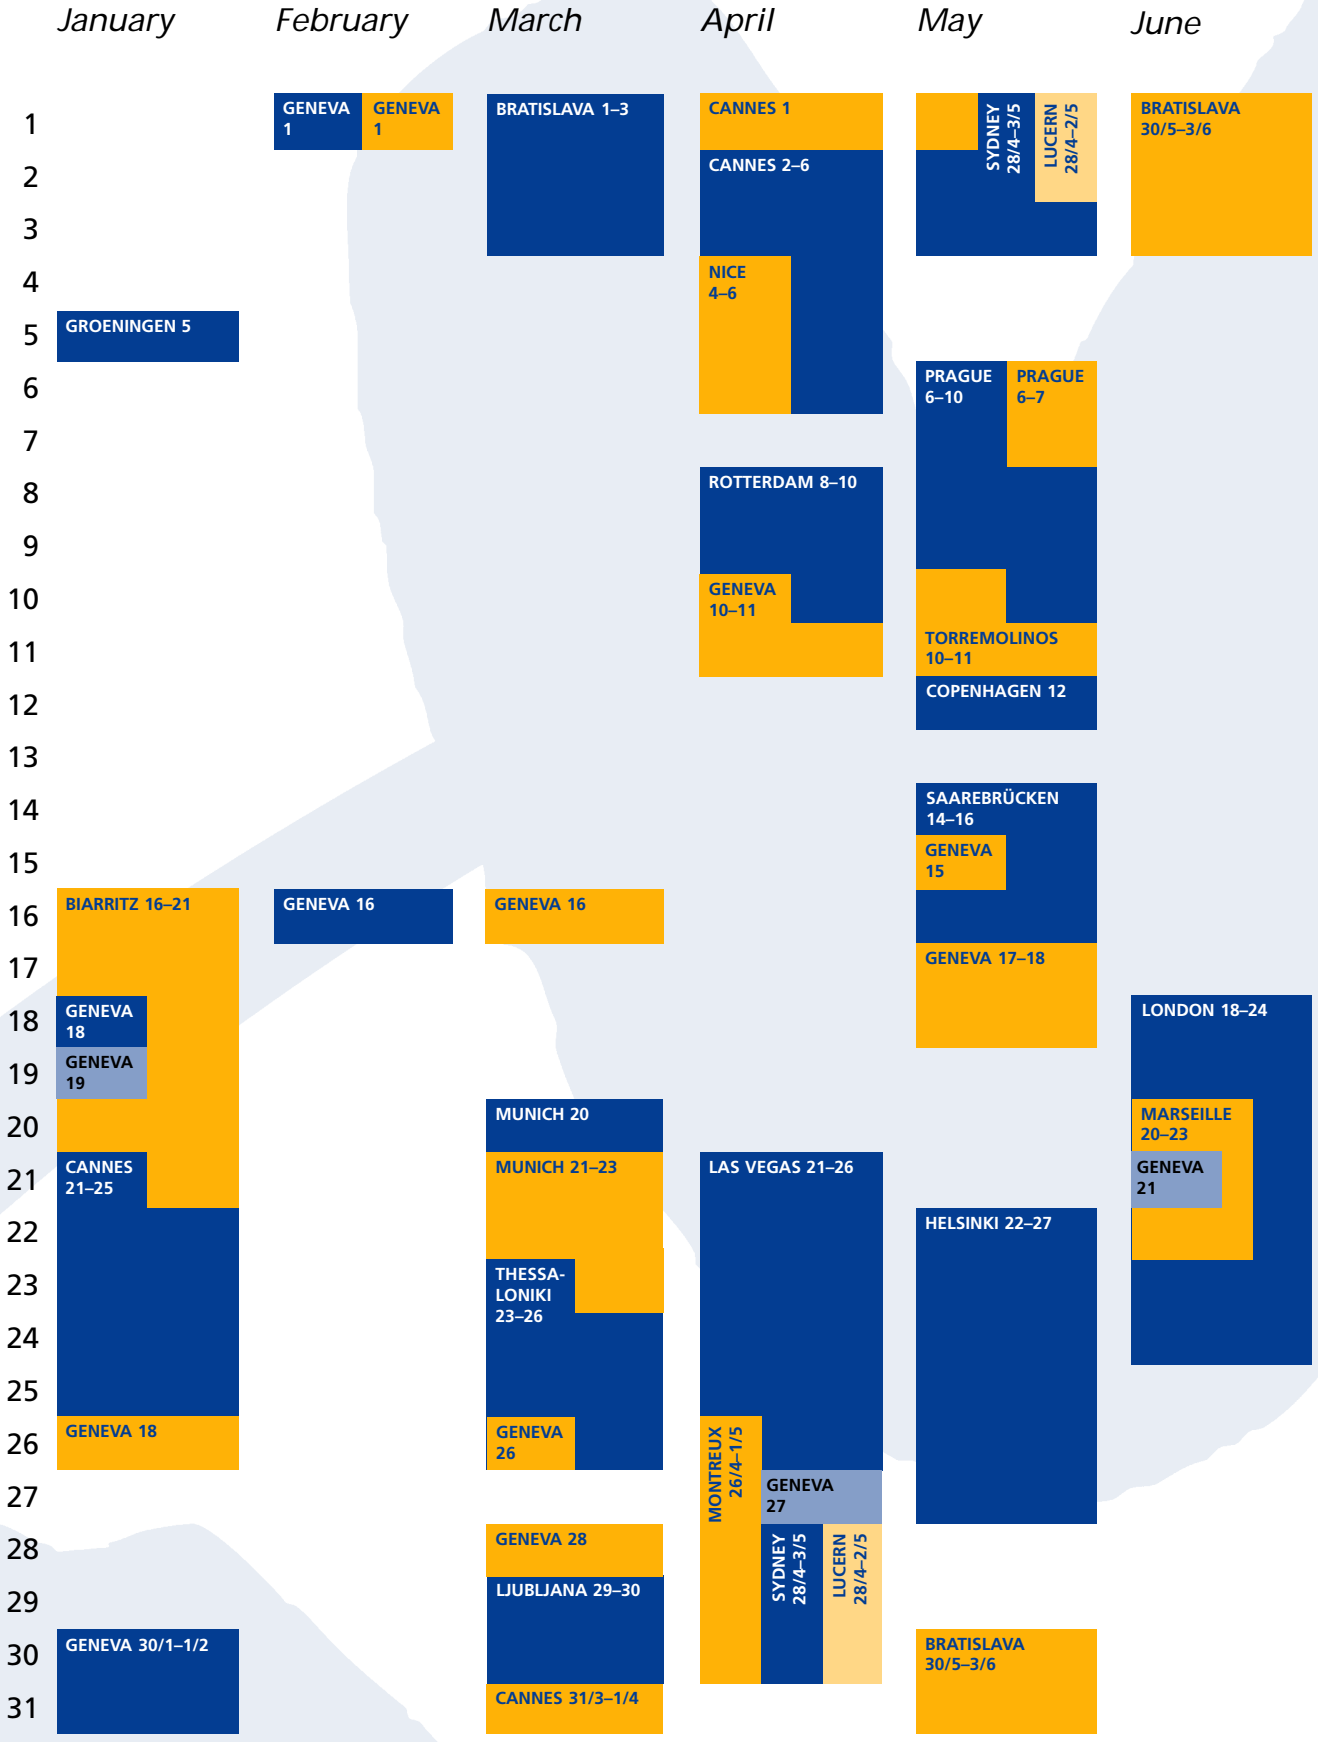 January
February
March
April
May
June
1
2
3
4
5
6
7
8
9
10
11
12
13
14
15
16
17
18
19
20
21
22
23
24
25
26
27
28
29
30
31
GROENINGEN 5
BIARRITZ 16–21
GENEVA
18
GENEVA
19
CANNES
21–25
GENEVA 18
GENEVA 30/1–1/2
GENEVA
1
GENEVA
1
GENEVA 16
BRATISLAVA 1–3
GENEVA 16
MUNICH 20
MUNICH 21–23
THESSA-
LONIKI
23–26
GENEVA
26
GENEVA 28
LJUBLJANA 29–30
CANNES 31/3–1/4
CANNES 1
CANNES 2–6
NICE
4–6
ROTTERDAM 8–10
GENEVA
10–11
LAS VEGAS 21–26
MONTREUX
26/4–1/5
GENEVA
27
SYDNEY
28/4–3/5
LUCERN
28/4–2/5
SYDNEY
28/4–3/5
LUCERN
28/4–2/5
PRAGUE
6–10
PRAGUE
6–7
TORREMOLINOS
10–11
COPENHAGEN 12
SAAREBRÜCKEN
14–16
GENEVA
15
GENEVA 17–18
HELSINKI 22–27
BRATISLAVA
30/5–3/6
BRATISLAVA
30/5–3/6
LONDON 18–24
MARSEILLE
20–23
GENEVA
21